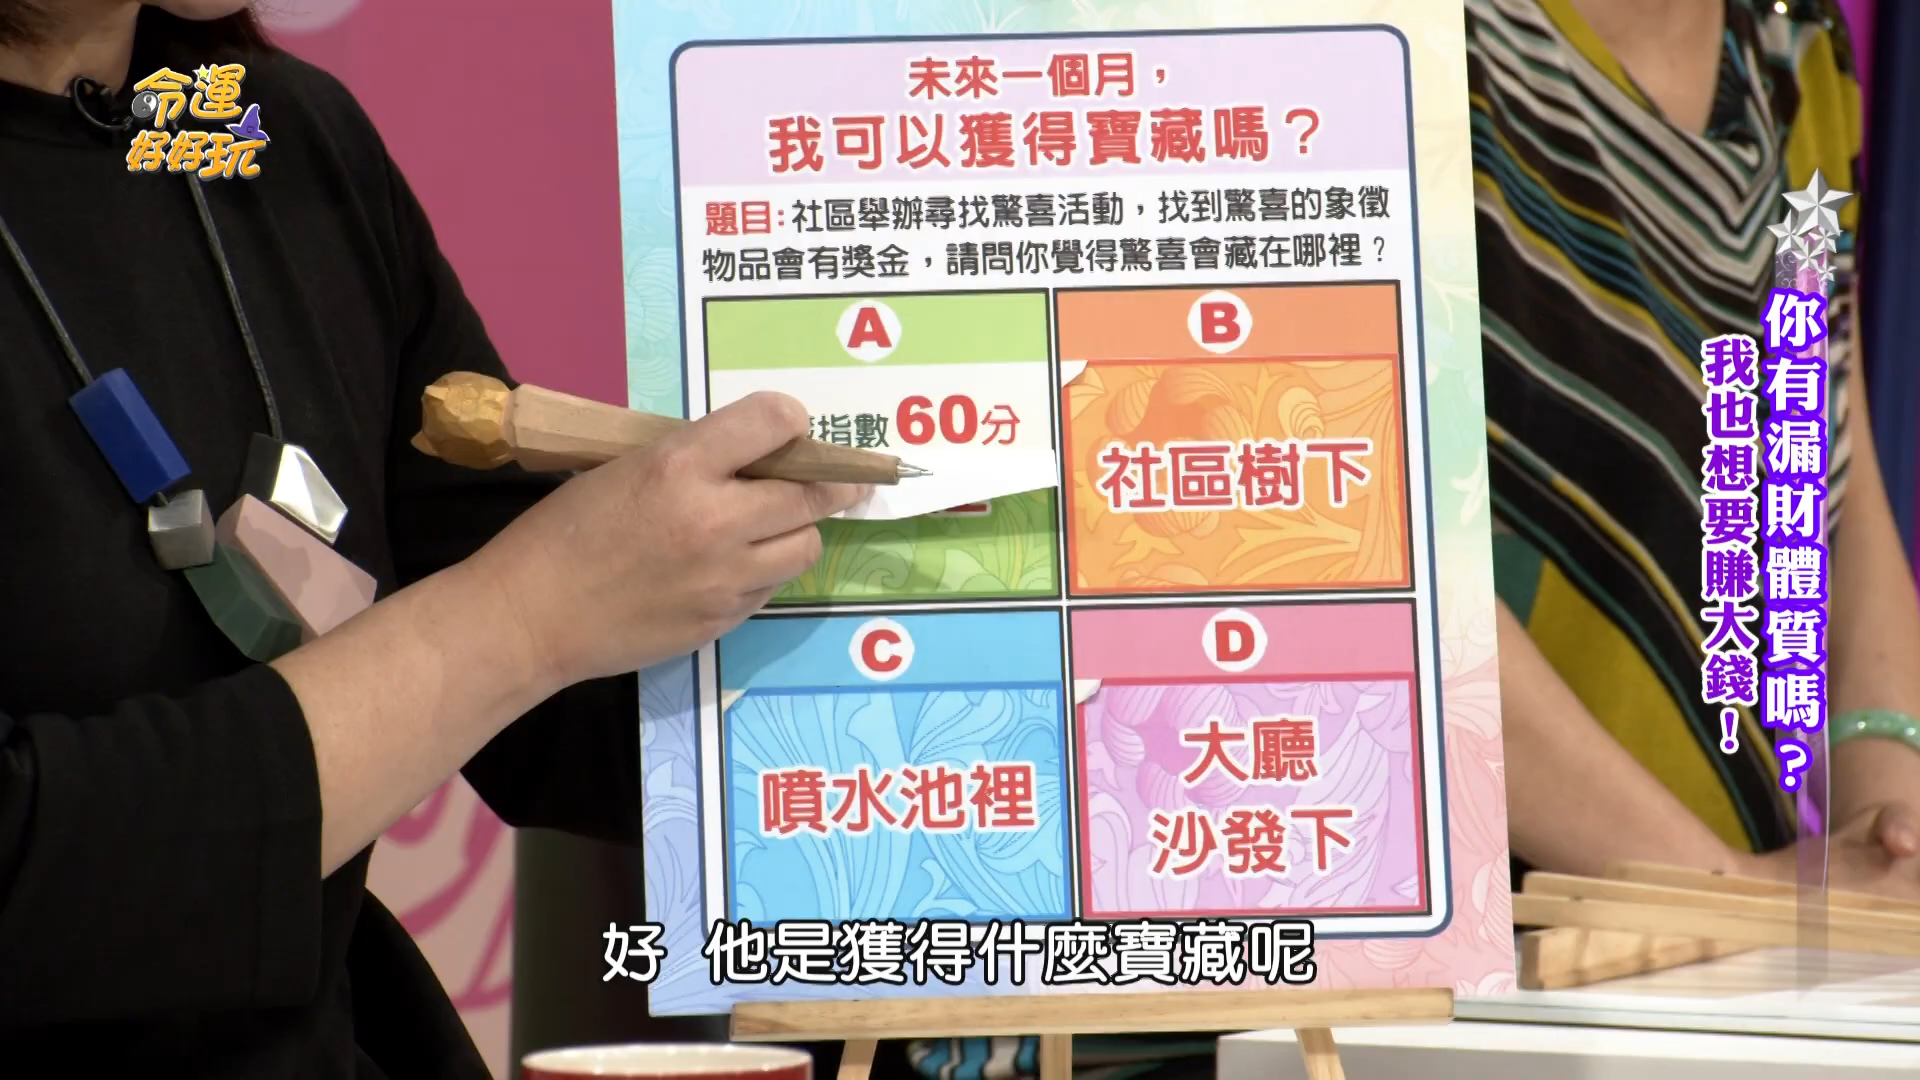 命運
好好玩
未來一個月，
我可以獲得寶藏嗎？
題目：社區舉辦尋找驚喜活動，找到驚喜的象徵
物品會有獎金，請問你覺得驚喜會藏在哪裡？
A
指數60分
B
社區樹下
C
噴水池裡
D
大廳
沙發下
你有漏財體質嗎？
我也想要賺大錢！
好 他是獲得什麼寶藏呢